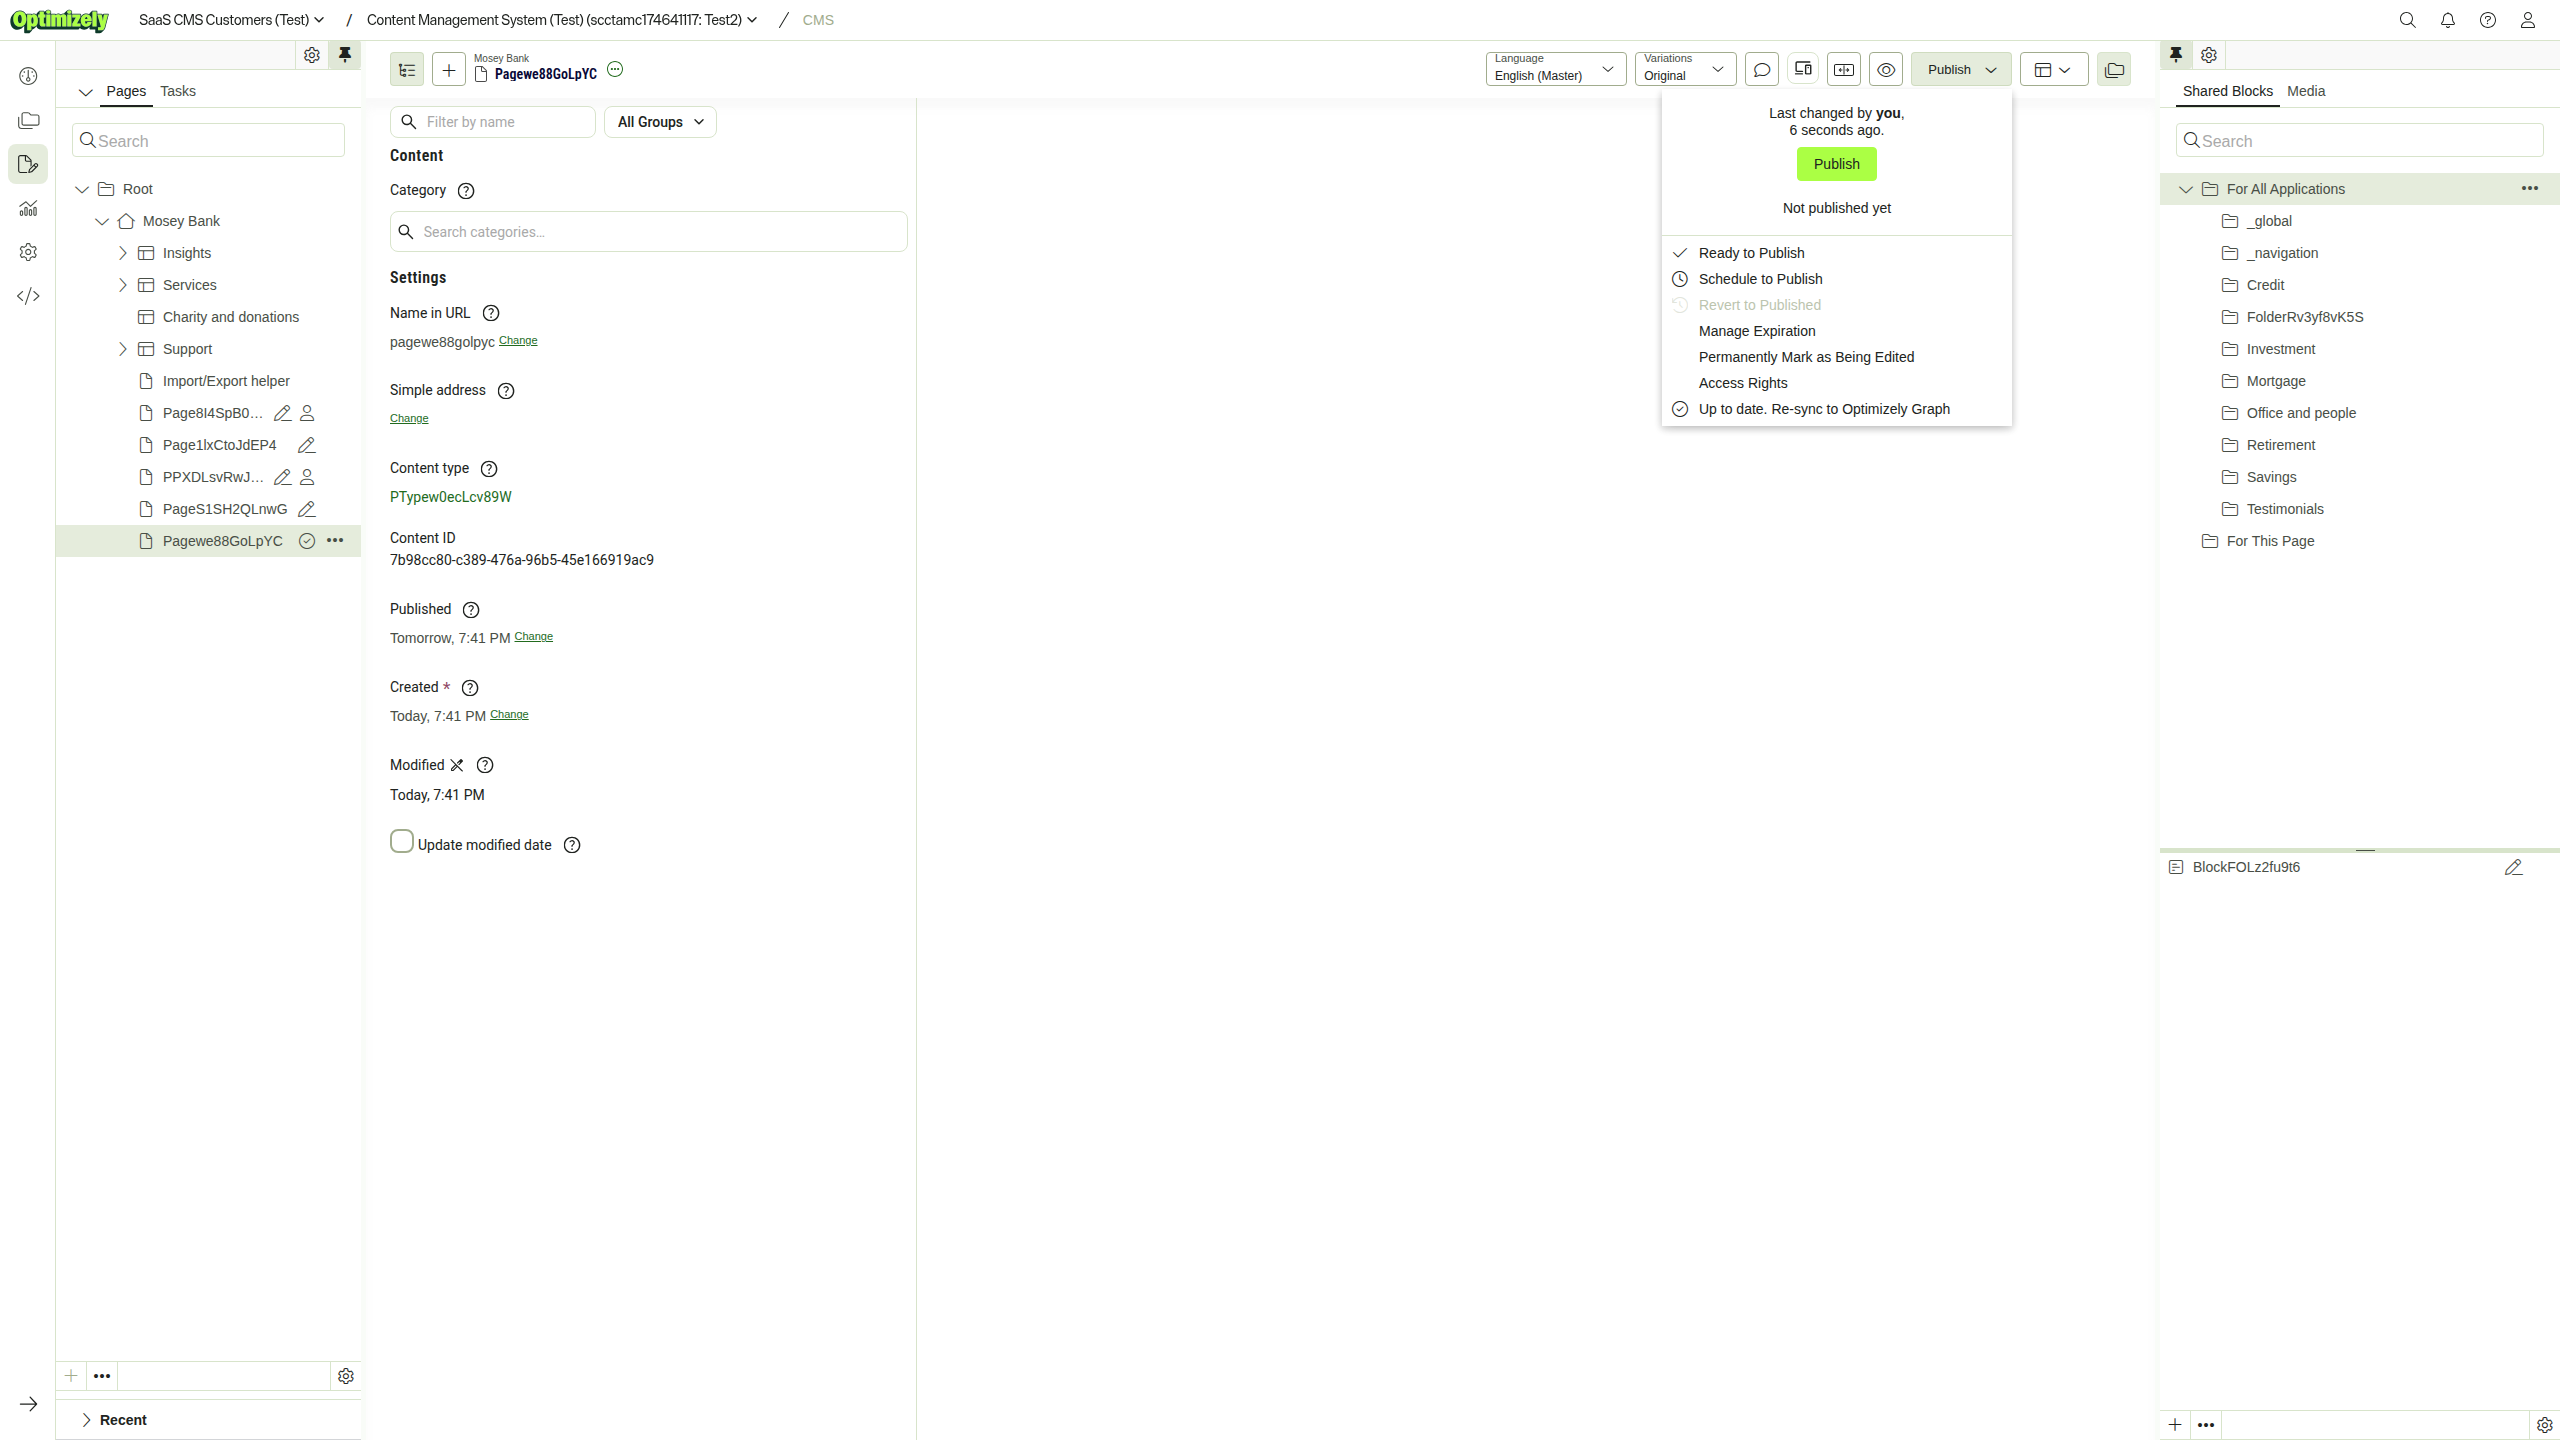 Optimizely
SaaS CMS Customers (Test)
/
Content Management System (Test) (scctamc174641117: Test2)
/
CMS
Pages
Tasks
Search
Root
Mosey Bank
Insights
Services
Charity and donations
Support
Import/Export helper
Page8I4SpB0...
Page1lxCtoJdEP4
PPXDLsvRwJ...
PageS1SH2QLnwG
Pagewe88GoLpYC
Recent
Mosey Bank
Pagewe88GoLpYC
Language
English (Master)
Variations
Original
Publish
Filter by name
All Groups
Content
Category
Search categories...
Settings
Name in URL
pagewe88golpyc Change
Simple address
Change
Content type
PTypew0ecLcv89W
Content ID
7b98cc80-c389-476a-96b5-45e166919ac9
Published
Tomorrow, 7:41 PM Change
Created *
Today, 7:41 PM Change
Modified
Today, 7:41 PM
Update modified date
Last changed by you,
6 seconds ago.
Publish
Not published yet
Ready to Publish
Schedule to Publish
Revert to Published
Manage Expiration
Permanently Mark as Being Edited
Access Rights
Up to date. Re-sync to Optimizely Graph
Shared Blocks
Media
Search
For All Applications
_global
_navigation
Credit
FolderRv3yf8vK5S
Investment
Mortgage
Office and people
Retirement
Savings
Testimonials
For This Page
BlockFOLz2fu9t6